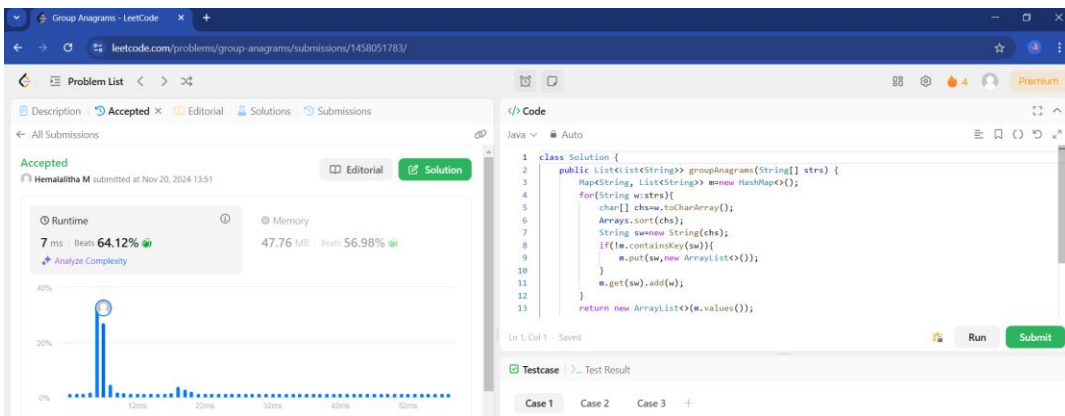 Group Anagrams - LeetCode
leetcode.com/problems/group-anagrams/submissions/1458051783/
Problem List
4
Premium
Description
Accepted
Editorial
Solutions
Submissions
All Submissions
Accepted
Hemalalitha M submitted at Nov 20, 2024 13:51
Editorial
Solution
Runtime
7 ms Beats 64.12%
Analyze Complexity
Memory
47.76 MB Beats 56.98%
40%
20%
0%
12ms 22ms 32ms 42ms 52ms
</> Code
Java Auto
1 class Solution {
2 public List<List<String>> groupAnagrams(String[] strs) {
3 Map<String, List<String>> m=new HashMap<>();
4 for(String w:strs){
5 char[] chs=w.toCharArray();
6 Arrays.sort(chs);
7 String sw=new String(chs);
8 if(!m.containsKey(sw)){
9 m.put(sw,new ArrayList<>());
10 }
11 m.get(sw).add(w);
12 }
13 return new ArrayList<>(m.values());
Ln 1, Col 1 Saved
Run
Submit
Testcase >_ Test Result
Case 1 Case 2 Case 3 +